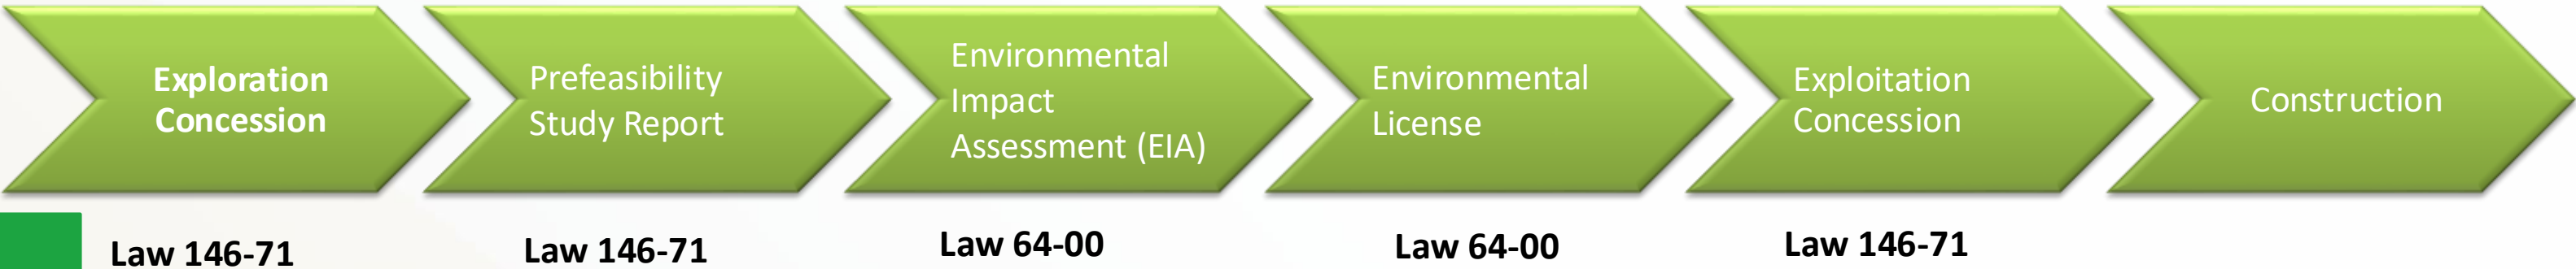 Exploration
Concession
Prefeasibility
Study Report
Environmental
Impact
Assessment (EIA)
Environmental
License
Exploitation
Concession
Construction
Law 146-71
Law 146-71
Law 64-00
Law 64-00
Law 146-71